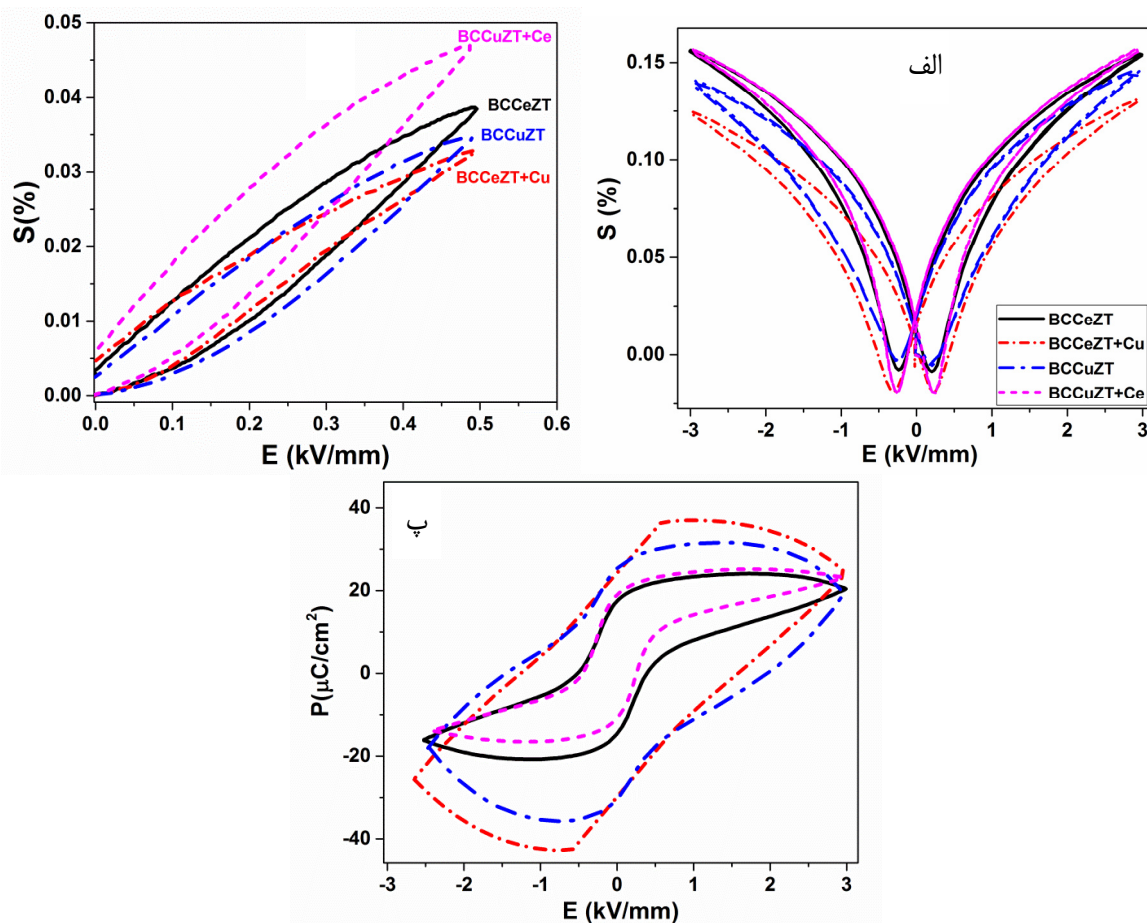 0.05
0.04
0.03
0.02
0.01
0.00
S(%)
BCCuZT+Ce
BCCeZT
BCCuZT
BCCeZT+Cu
0.0 0.1 0.2 0.3 0.4 0.5 0.6
E (kV/mm)
الف
0.15
0.10
0.05
0.00
S (%)
BCCeZT
BCCeZT+Cu
BCCuZT
BCCuZT+Ce
-3 -2 -1 0 1 2 3
E (kV/mm)
پ
40
20
0
-20
-40
P(μC/cm²)
-3 -2 -1 0 1 2 3
E (kV/mm)